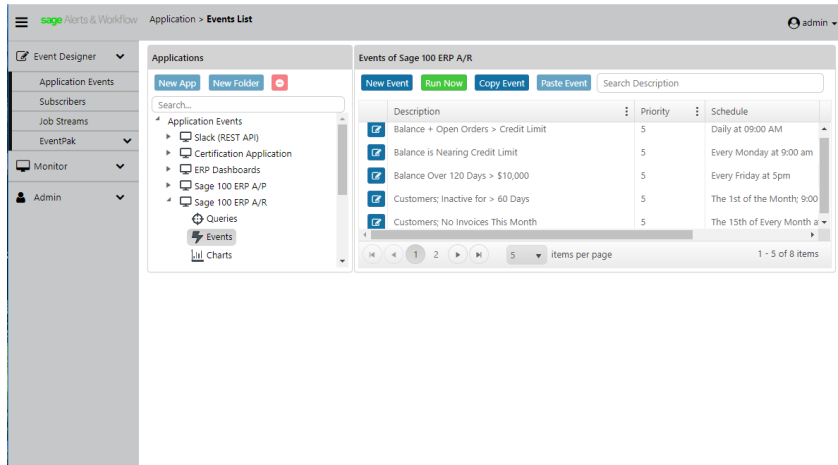 sage Alerts & Workflow
Application > Events List
admin
Event Designer
Application Events
Subscribers
Job Streams
EventPak
Monitor
Admin
Applications
New App
New Folder
Search...
Application Events
Slack (REST API)
Certification Application
ERP Dashboards
Sage 100 ERP A/P
Sage 100 ERP A/R
Queries
Events
Charts
Events of Sage 100 ERP A/R
New Event Run Now Copy Event Paste Event Search Description
Description Priority Schedule
Balance + Open Orders > Credit Limit 5 Daily at 09:00 AM
Balance is Nearing Credit Limit 5 Every Monday at 9:00 am
Balance Over 120 Days > $10,000 5 Every Friday at 5pm
Customers; Inactive for > 60 Days 5 The 1st of the Month; 9:00
Customers; No Invoices This Month 5 The 15th of Every Month a
1 2 5 items per page 1 - 5 of 8 items